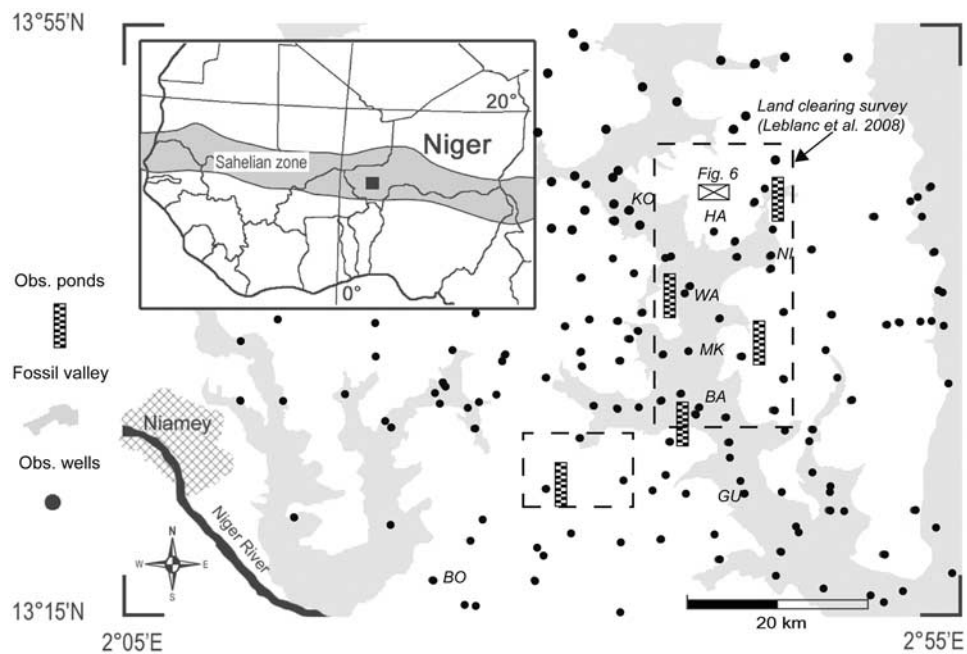 13°55'N
20°
Niger
Sahelian zone
0°
Land clearing survey
(Leblanc et al. 2008)
Fig. 6
KO
HA
NI
WA
MK
BA
GU
BO
Obs. ponds
Fossil valley
Obs. wells
Niamey
Niger River
N
W
E
S
20 km
13°15'N
2°05'E
2°55'E